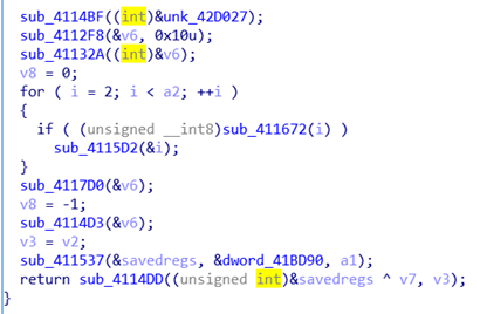 sub_4114BF((int)&unk_42D027);
sub_4112F8(&v6, 0x10u);
sub_41132A((int)&v6);
v8 = 0;
for ( i = 2; i < a2; ++i )
{
if ( (unsigned __int8)sub_411672(i) )
sub_4115D2(&i);
}
sub_4117D0(&v6);
v8 = -1;
sub_4114D3(&v6);
v3 = v2;
sub_411537(&savedregs, &dword_41BD90, a1);
return sub_4114DD((unsigned int)&savedregs ^ v7, v3);
}